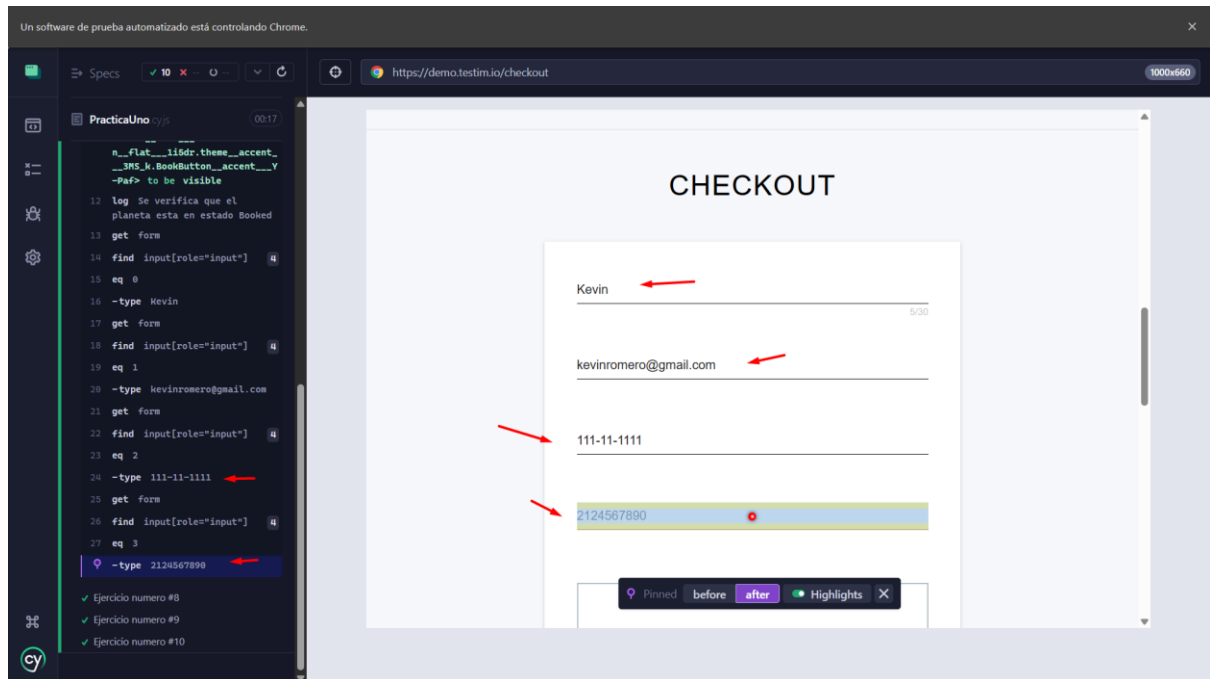 Un software de prueba automatizado está controlando Chrome.
Specs
10
--
--
https://demo.testim.io/checkout
1000x660
PracticaUno cy.js
00:17
n__flat___1i5dr.theme__accent_
__3MS_k.BookButton__accent___Y
-Paf> to be visible
12 log Se verifica que el
planeta esta en estado Booked
13 get form
14 find input[role="input"] 4
15 eq 0
16 -type Kevin
17 get form
18 find input[role="input"] 4
19 eq 1
20 -type kevinromero@gmail.com
21 get form
22 find input[role="input"] 4
23 eq 2
24 -type 111-11-1111
25 get form
26 find input[role="input"] 4
27 eq 3
-type 2124567890
Ejercicio numero #8
Ejercicio numero #9
Ejercicio numero #10
cy
CHECKOUT
Kevin
5/30
kevinromero@gmail.com
111-11-1111
2124567890
Pinned before after Highlights